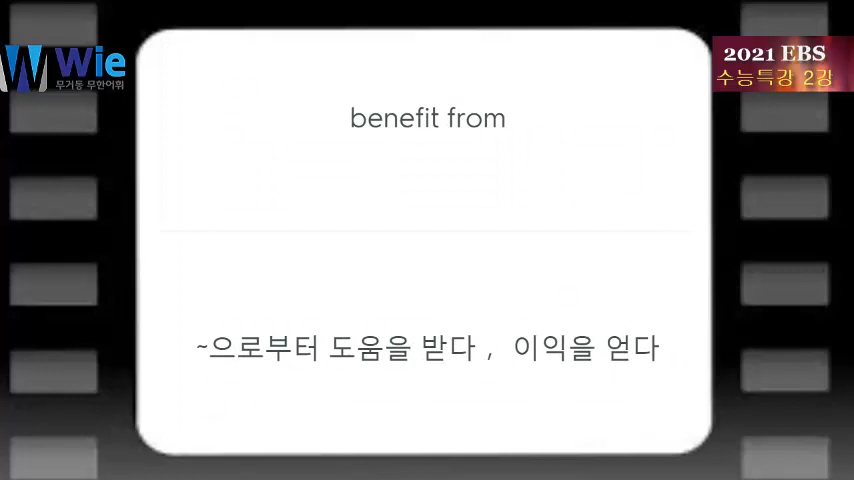 Wie
무거동 무한어휘
2021 EBS
수능특강 2강
benefit from
~으로부터 도움을 받다 , 이익을 얻다